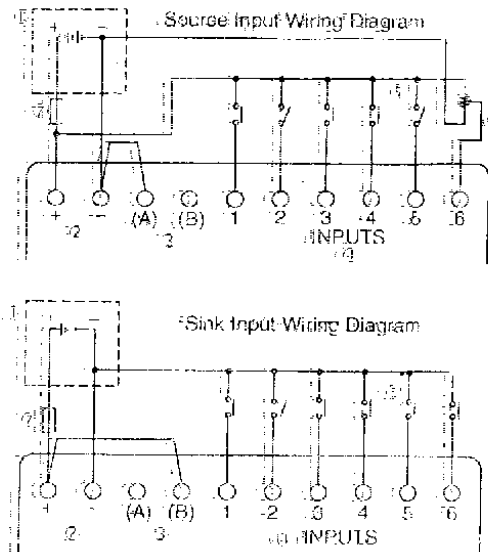 Source Input Wiring Diagram
+ −
+ − (A) (B) 1 2 3 4 5 6
INPUTS
Sink Input Wiring Diagram
−
+ - (A) (B) 1 2 3 4 5 6
INPUTS